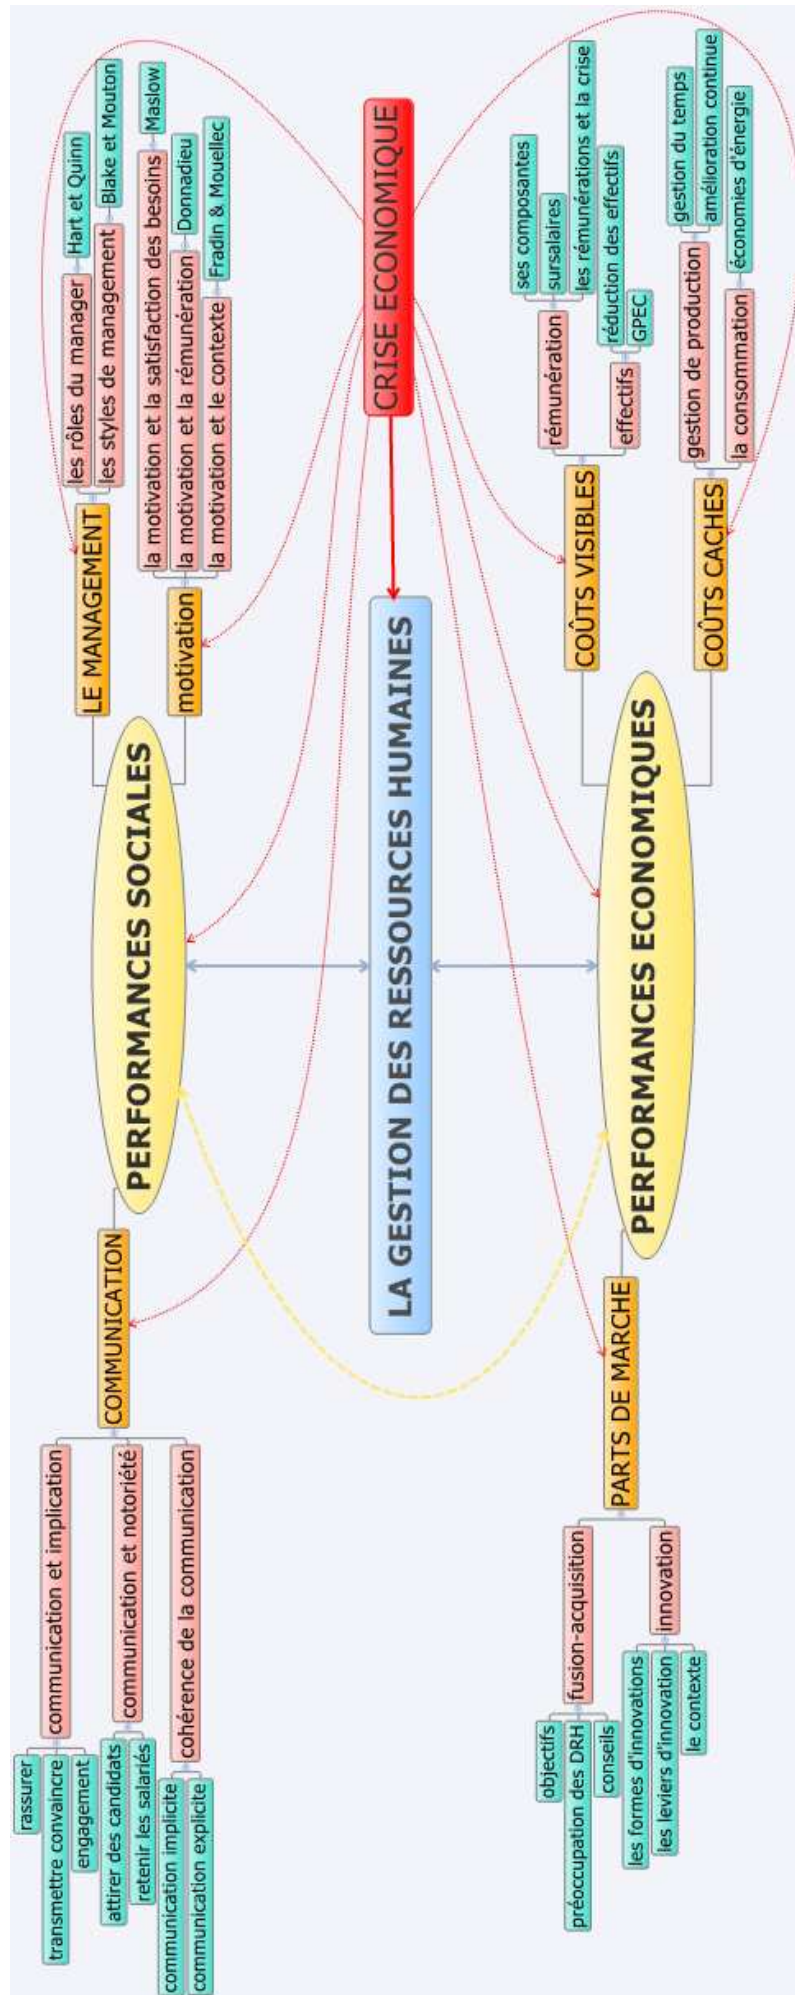 rassurer
transmettre convaincre
engagement
communication et implication
attirer des candidats
retenir les salariés
communication et notoriété
communication implicite
communication explicite
cohérence de la communication
COMMUNICATION
PERFORMANCES SOCIALES
LE MANAGEMENT
les rôles du manager
Hart et Quinn
les styles de management
Blake et Mouton
motivation
la motivation et la satisfaction des besoins
Maslow
la motivation et la rémunération
Donnadieu
la motivation et le contexte
Fradin & Mouellec
LA GESTION DES RESSOURCES HUMAINES
CRISE ECONOMIQUE
objectifs
préoccupation des DRH
conseils
fusion-acquisition
les formes d'innovations
les leviers d'innovation
le contexte
innovation
PARTS DE MARCHE
PERFORMANCES ECONOMIQUES
COÛTS VISIBLES
rémunération
ses composantes
sursalaires
les rémunérations et la crise
effectifs
réduction des effectifs
GPEC
COÛTS CACHES
gestion de production
gestion du temps
amélioration continue
la consommation
économies d'énergie